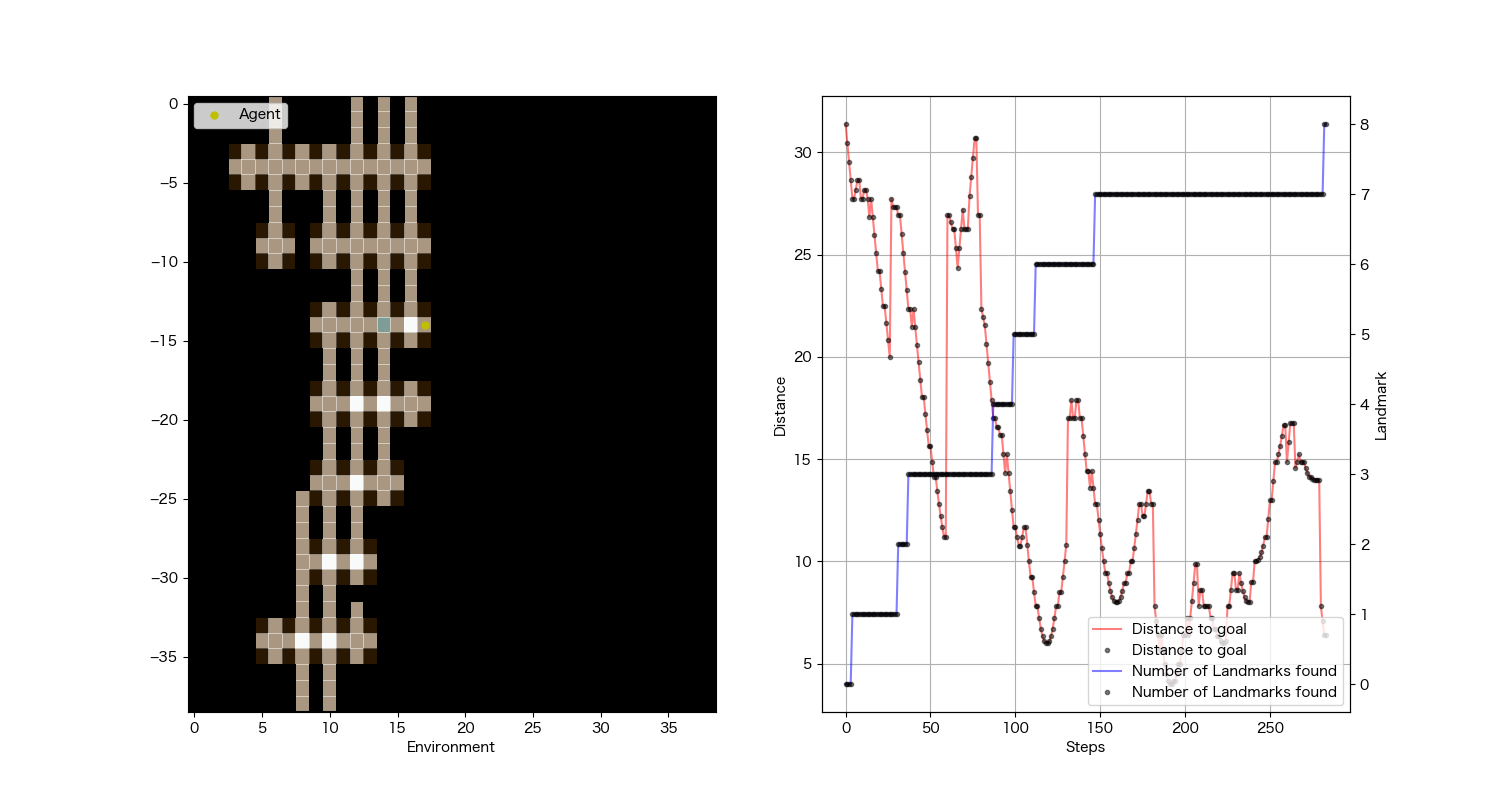 Agent
0
−5
−10
−15
−20
−25
−30
−35
0 5 10 15 20 25 30 35
Environment
Distance
30
25
20
15
10
5
0 50 100 150 200 250
Steps
8
7
6
5
4
3
2
1
0
Landmark
Distance to goal
Distance to goal
Number of Landmarks found
Number of Landmarks found